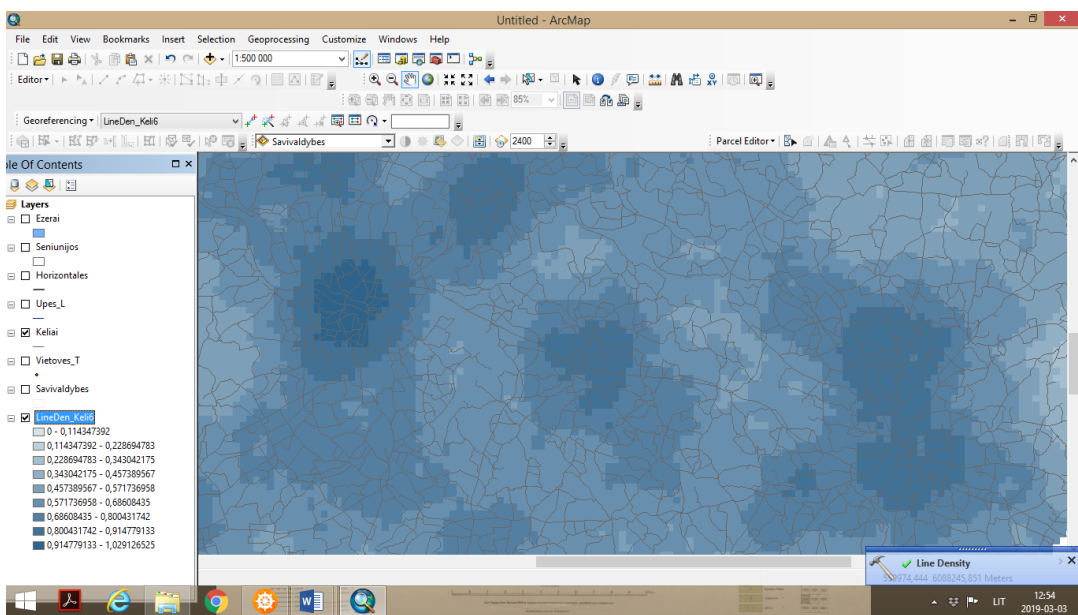 Untitled - ArcMap
File Edit View Bookmarks Insert Selection Geoprocessing Customize Windows Help
1:500 000
Editor
85%
Georeferencing LineDen_Keli6
Savivaldybes 2400 Parcel Editor
ble Of Contents
Layers
Ezerai
Seniunijos
Horizontales
Upes_L
Keliai
Vietoves_T
Savivaldybes
LineDen_Keli6
0 - 0,114347392
0,114347392 - 0,228694783
0,228694783 - 0,343042175
0,343042175 - 0,457389567
0,457389567 - 0,571736958
0,571736958 - 0,68608435
0,68608435 - 0,800431742
0,800431742 - 0,914779133
0,914779133 - 1,029126525
Line Density
6088245,851 Meters
LIT
12:54
2019-03-03